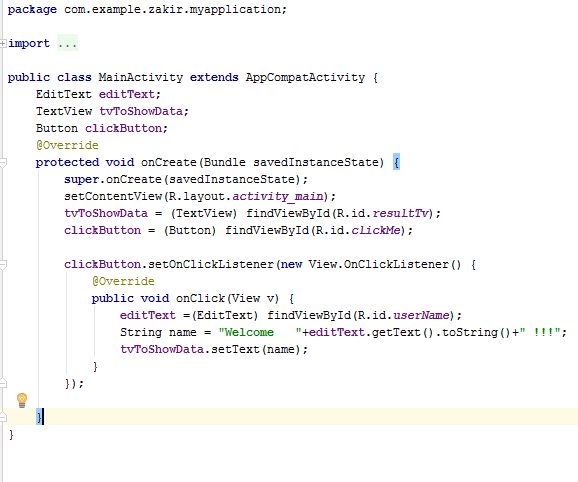 package com.example.zakir.myapplication;
import ...
public class MainActivity extends AppCompatActivity {
    EditText editText;
    TextView tvToShowData;
    Button clickButton;
    @Override
    protected void onCreate(Bundle savedInstanceState) {
        super.onCreate(savedInstanceState);
        setContentView(R.layout.activity_main);
        tvToShowData = (TextView) findViewById(R.id.resultTv);
        clickButton = (Button) findViewById(R.id.clickMe);
        clickButton.setOnClickListener(new View.OnClickListener() {
            @Override
            public void onClick(View v) {
                editText =(EditText) findViewById(R.id.userName);
                String name = "Welcome   "+editText.getText().toString()+" !!!";
                tvToShowData.setText(name);
            }
        });
    }
}